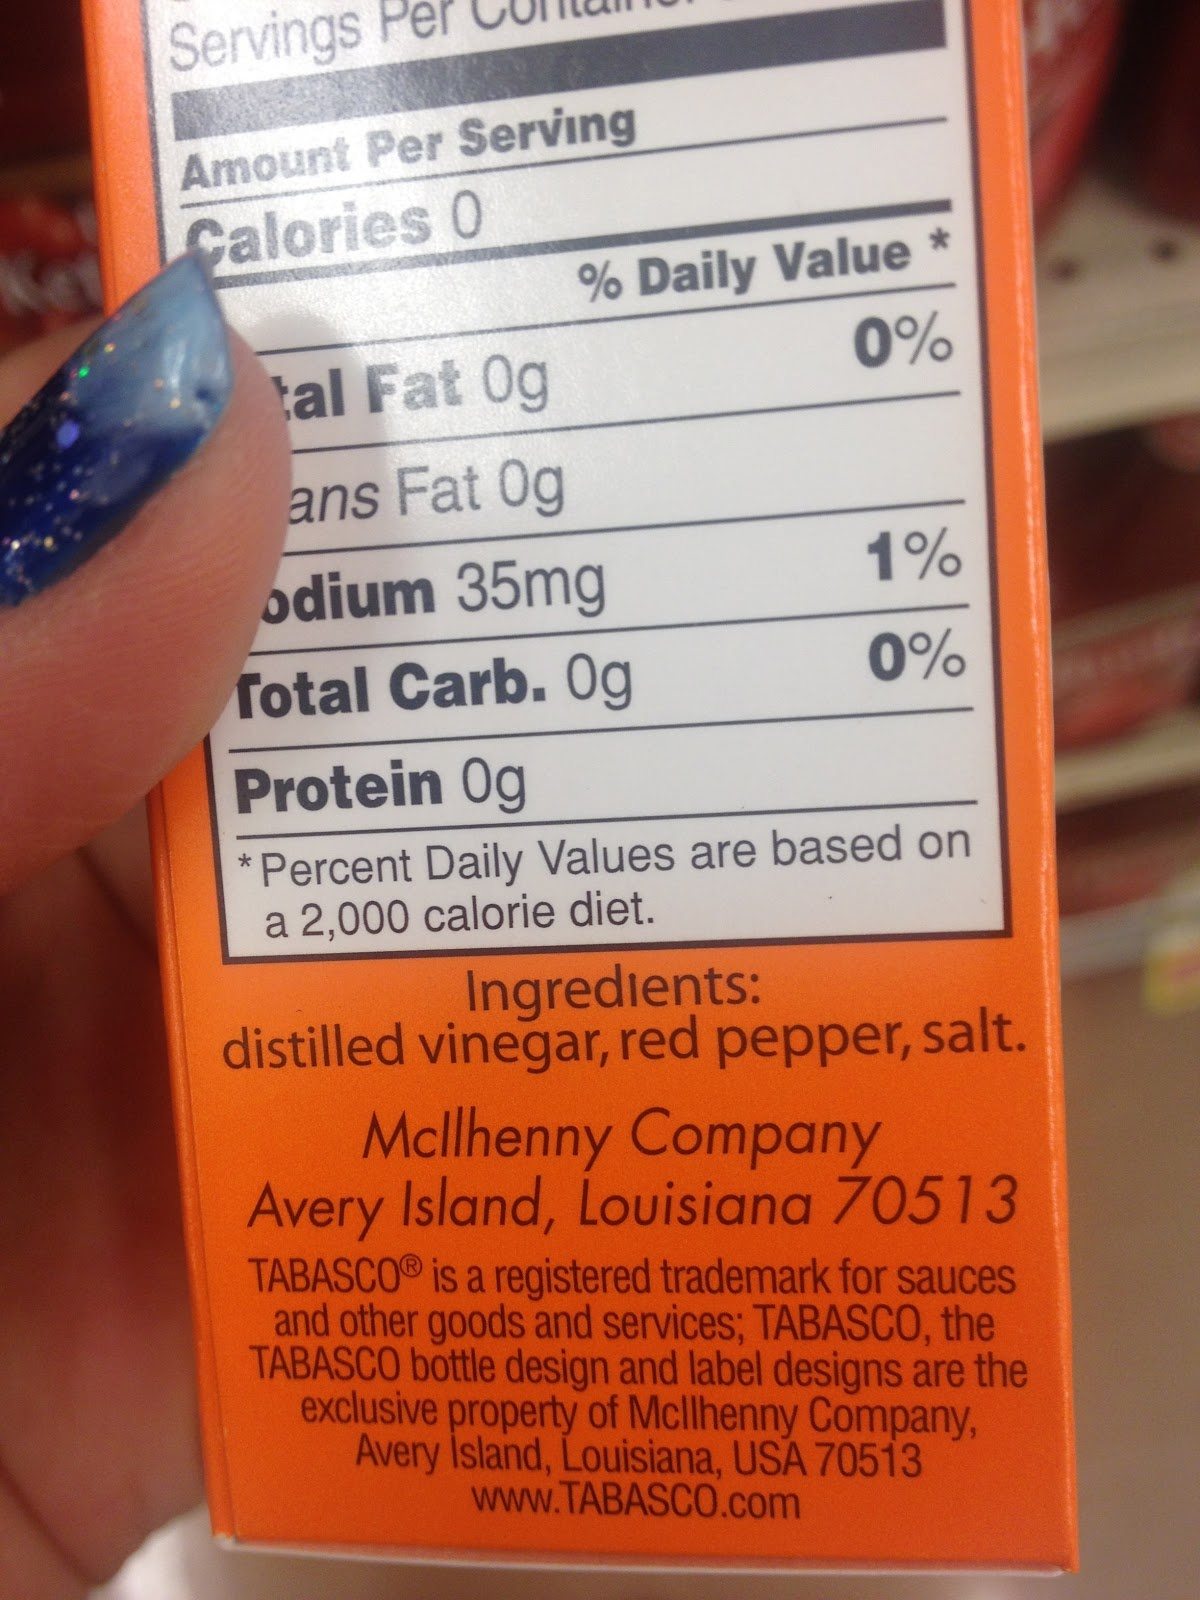 Servings Per Container
Amount Per Serving
Calories 0
% Daily Value *
tal Fat 0g 0%
ans Fat 0g
odium 35mg 1%
Total Carb. 0g 0%
Protein 0g
* Percent Daily Values are based on
a 2,000 calorie diet.
Ingredients:
distilled vinegar, red pepper, salt.
McIlhenny Company
Avery Island, Louisiana 70513
TABASCO® is a registered trademark for sauces
and other goods and services; TABASCO, the
TABASCO bottle design and label designs are the
exclusive property of McIlhenny Company,
Avery Island, Louisiana, USA 70513
www.TABASCO.com